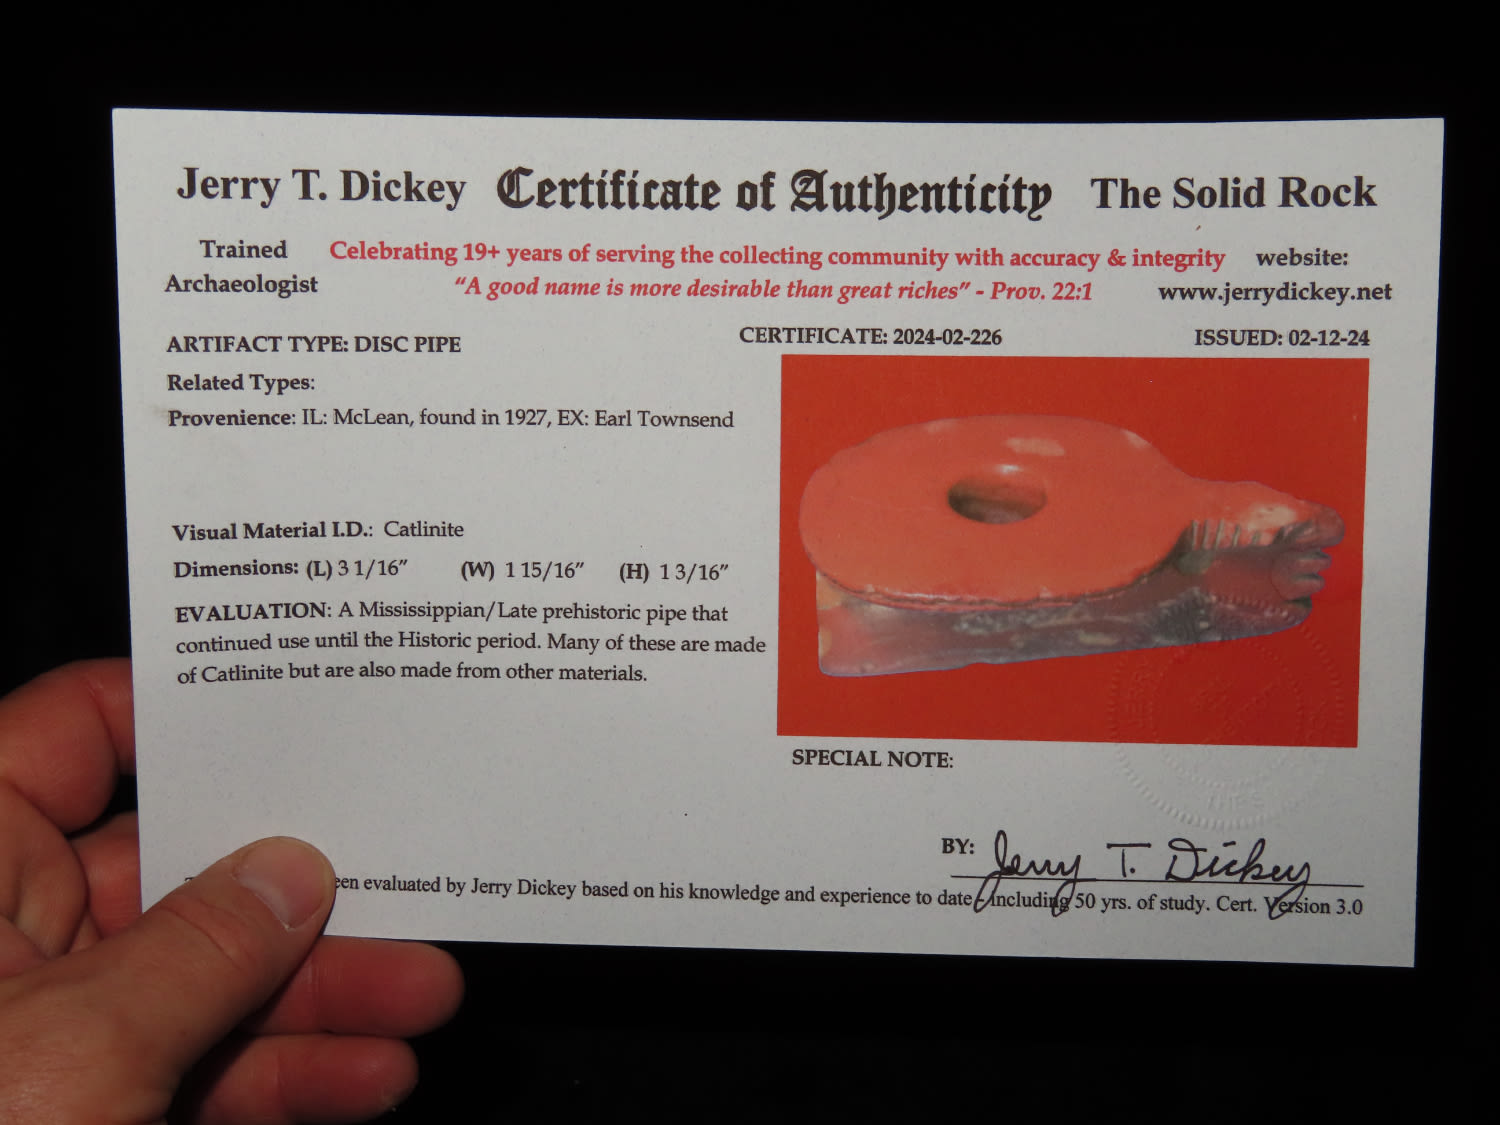 Jerry T. Dickey Certificate of Authenticity The Solid Rock
Trained Archaeologist
Celebrating 19+ years of serving the collecting community with accuracy & integrity
"A good name is more desirable than great riches" - Prov. 22:1
website:
www.jerrydickey.net
ARTIFACT TYPE: DISC PIPE
CERTIFICATE: 2024-02-226
ISSUED: 02-12-24
Related Types:
Provenience: IL: McLean, found in 1927, EX: Earl Townsend
Visual Material I.D.: Catlinite
Dimensions: (L) 3 1/16" (W) 1 15/16" (H) 1 3/16"
EVALUATION: A Mississippian/Late prehistoric pipe that
continued use until the Historic period. Many of these are made
of Catlinite but are also made from other materials.
SPECIAL NOTE:
BY: Jerry T. Dickey
evaluated by Jerry Dickey based on his knowledge and experience to date - including 50 yrs. of study. Cert. Version 3.0